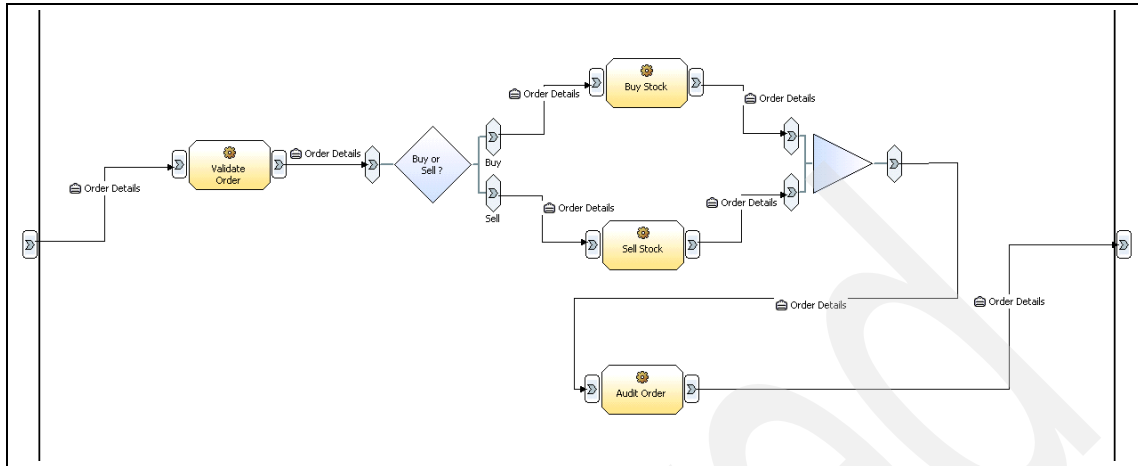 Order Details
Validate
Order
Order Details
Buy or
Sell ?
Buy
Sell
Order Details
Buy Stock
Order Details
Order Details
Sell Stock
Order Details
Order Details
Audit Order
Order Details